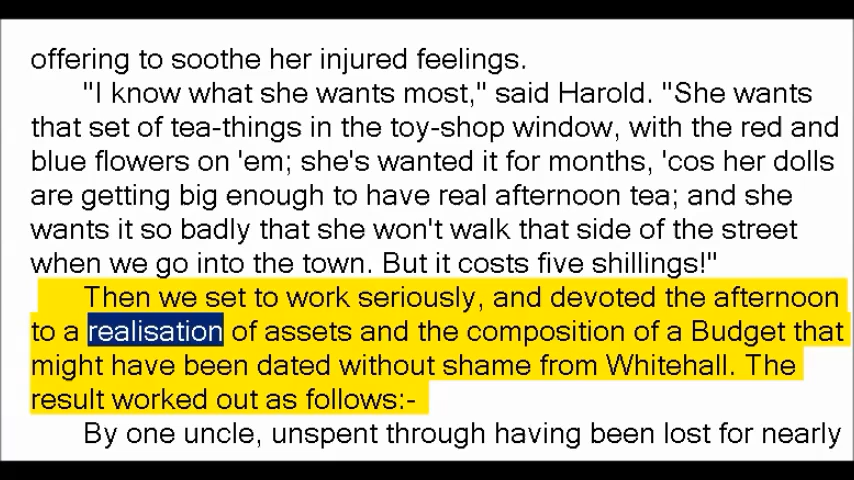 offering to soothe her injured feelings.
"I know what she wants most," said Harold. "She wants
that set of tea-things in the toy-shop window, with the red and
blue flowers on 'em; she's wanted it for months, 'cos her dolls
are getting big enough to have real afternoon tea; and she
wants it so badly that she won't walk that side of the street
when we go into the town. But it costs five shillings!"
Then we set to work seriously, and devoted the afternoon
to a realisation of assets and the composition of a Budget that
might have been dated without shame from Whitehall. The
result worked out as follows:-
By one uncle, unspent through having been lost for nearly